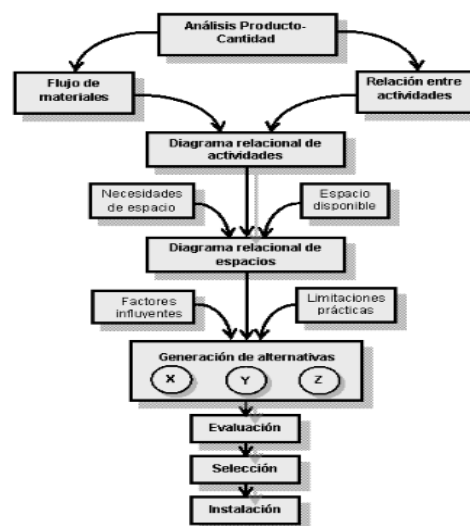 Análisis Producto-
Cantidad
Flujo de
materiales
Relación entre
actividades
Diagrama relacional de
actividades
Necesidades
de espacio
Espacio
disponible
Diagrama relacional de
espacios
Factores
influyentes
Limitaciones
prácticas
Generación de alternativas
X
Y
Z
Evaluación
Selección
Instalación